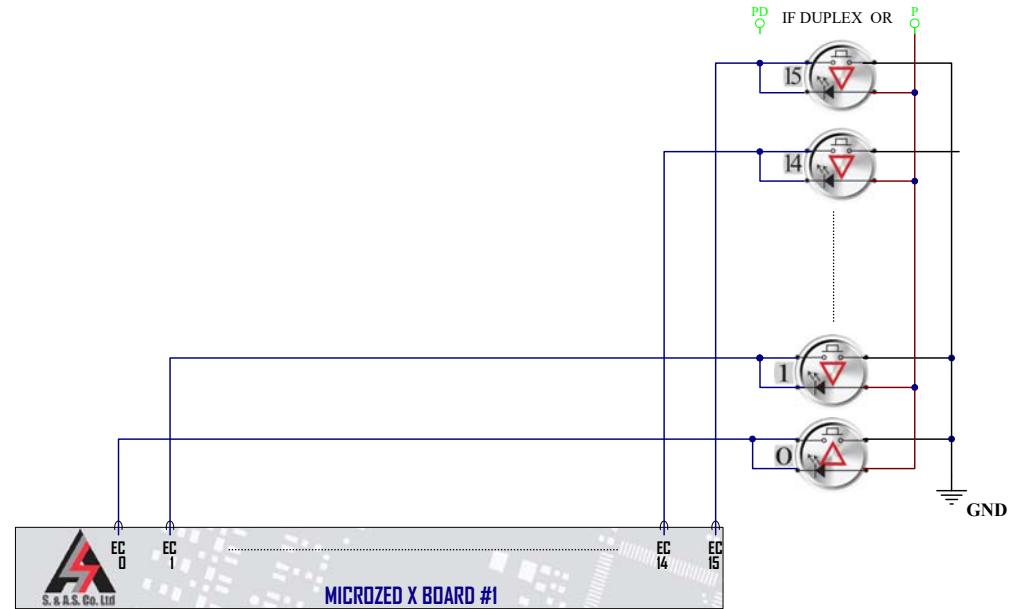 PD IF DUPLEX OR P
15
14
1
0
GND
EC 0
EC 1
EC 14
EC 15
S. & A.S. Co. Ltd
MICROZED X BOARD #1